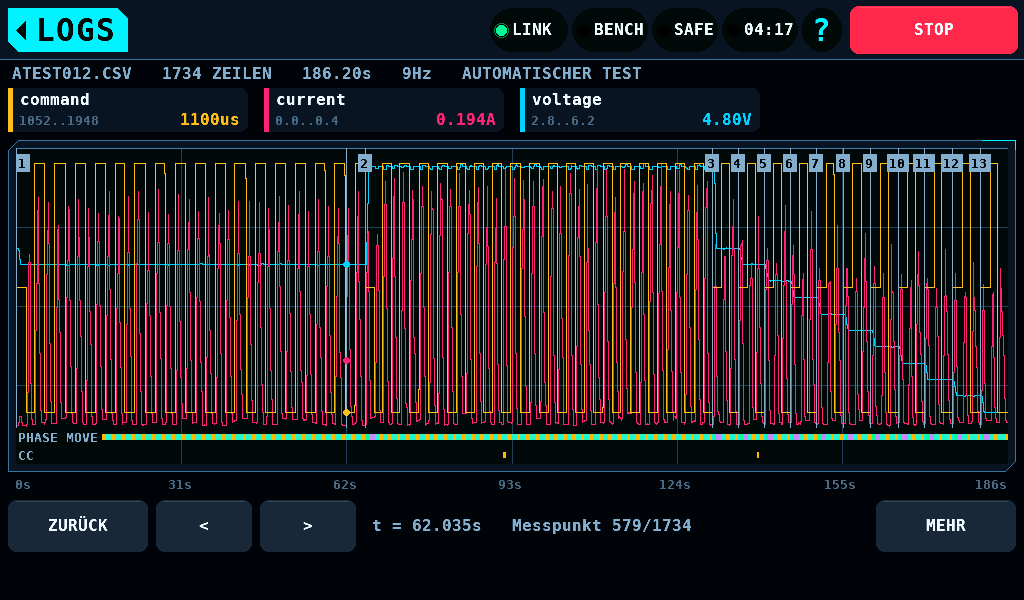 LOGS
LINK
BENCH
SAFE
04:17
?
STOP
ATEST012.CSV 1734 ZEILEN 186.20s 9Hz AUTOMATISCHER TEST
command
1052..1948 1100us
current
0.0..0.4 0.194A
voltage
2.8..6.2 4.80V
1 2 3 4 5 6 7 8 9 10 11 12 13
PHASE MOVE
CC
0s 31s 62s 93s 124s 155s 186s
ZURÜCK
<
>
t = 62.035s Messpunkt 579/1734
MEHR